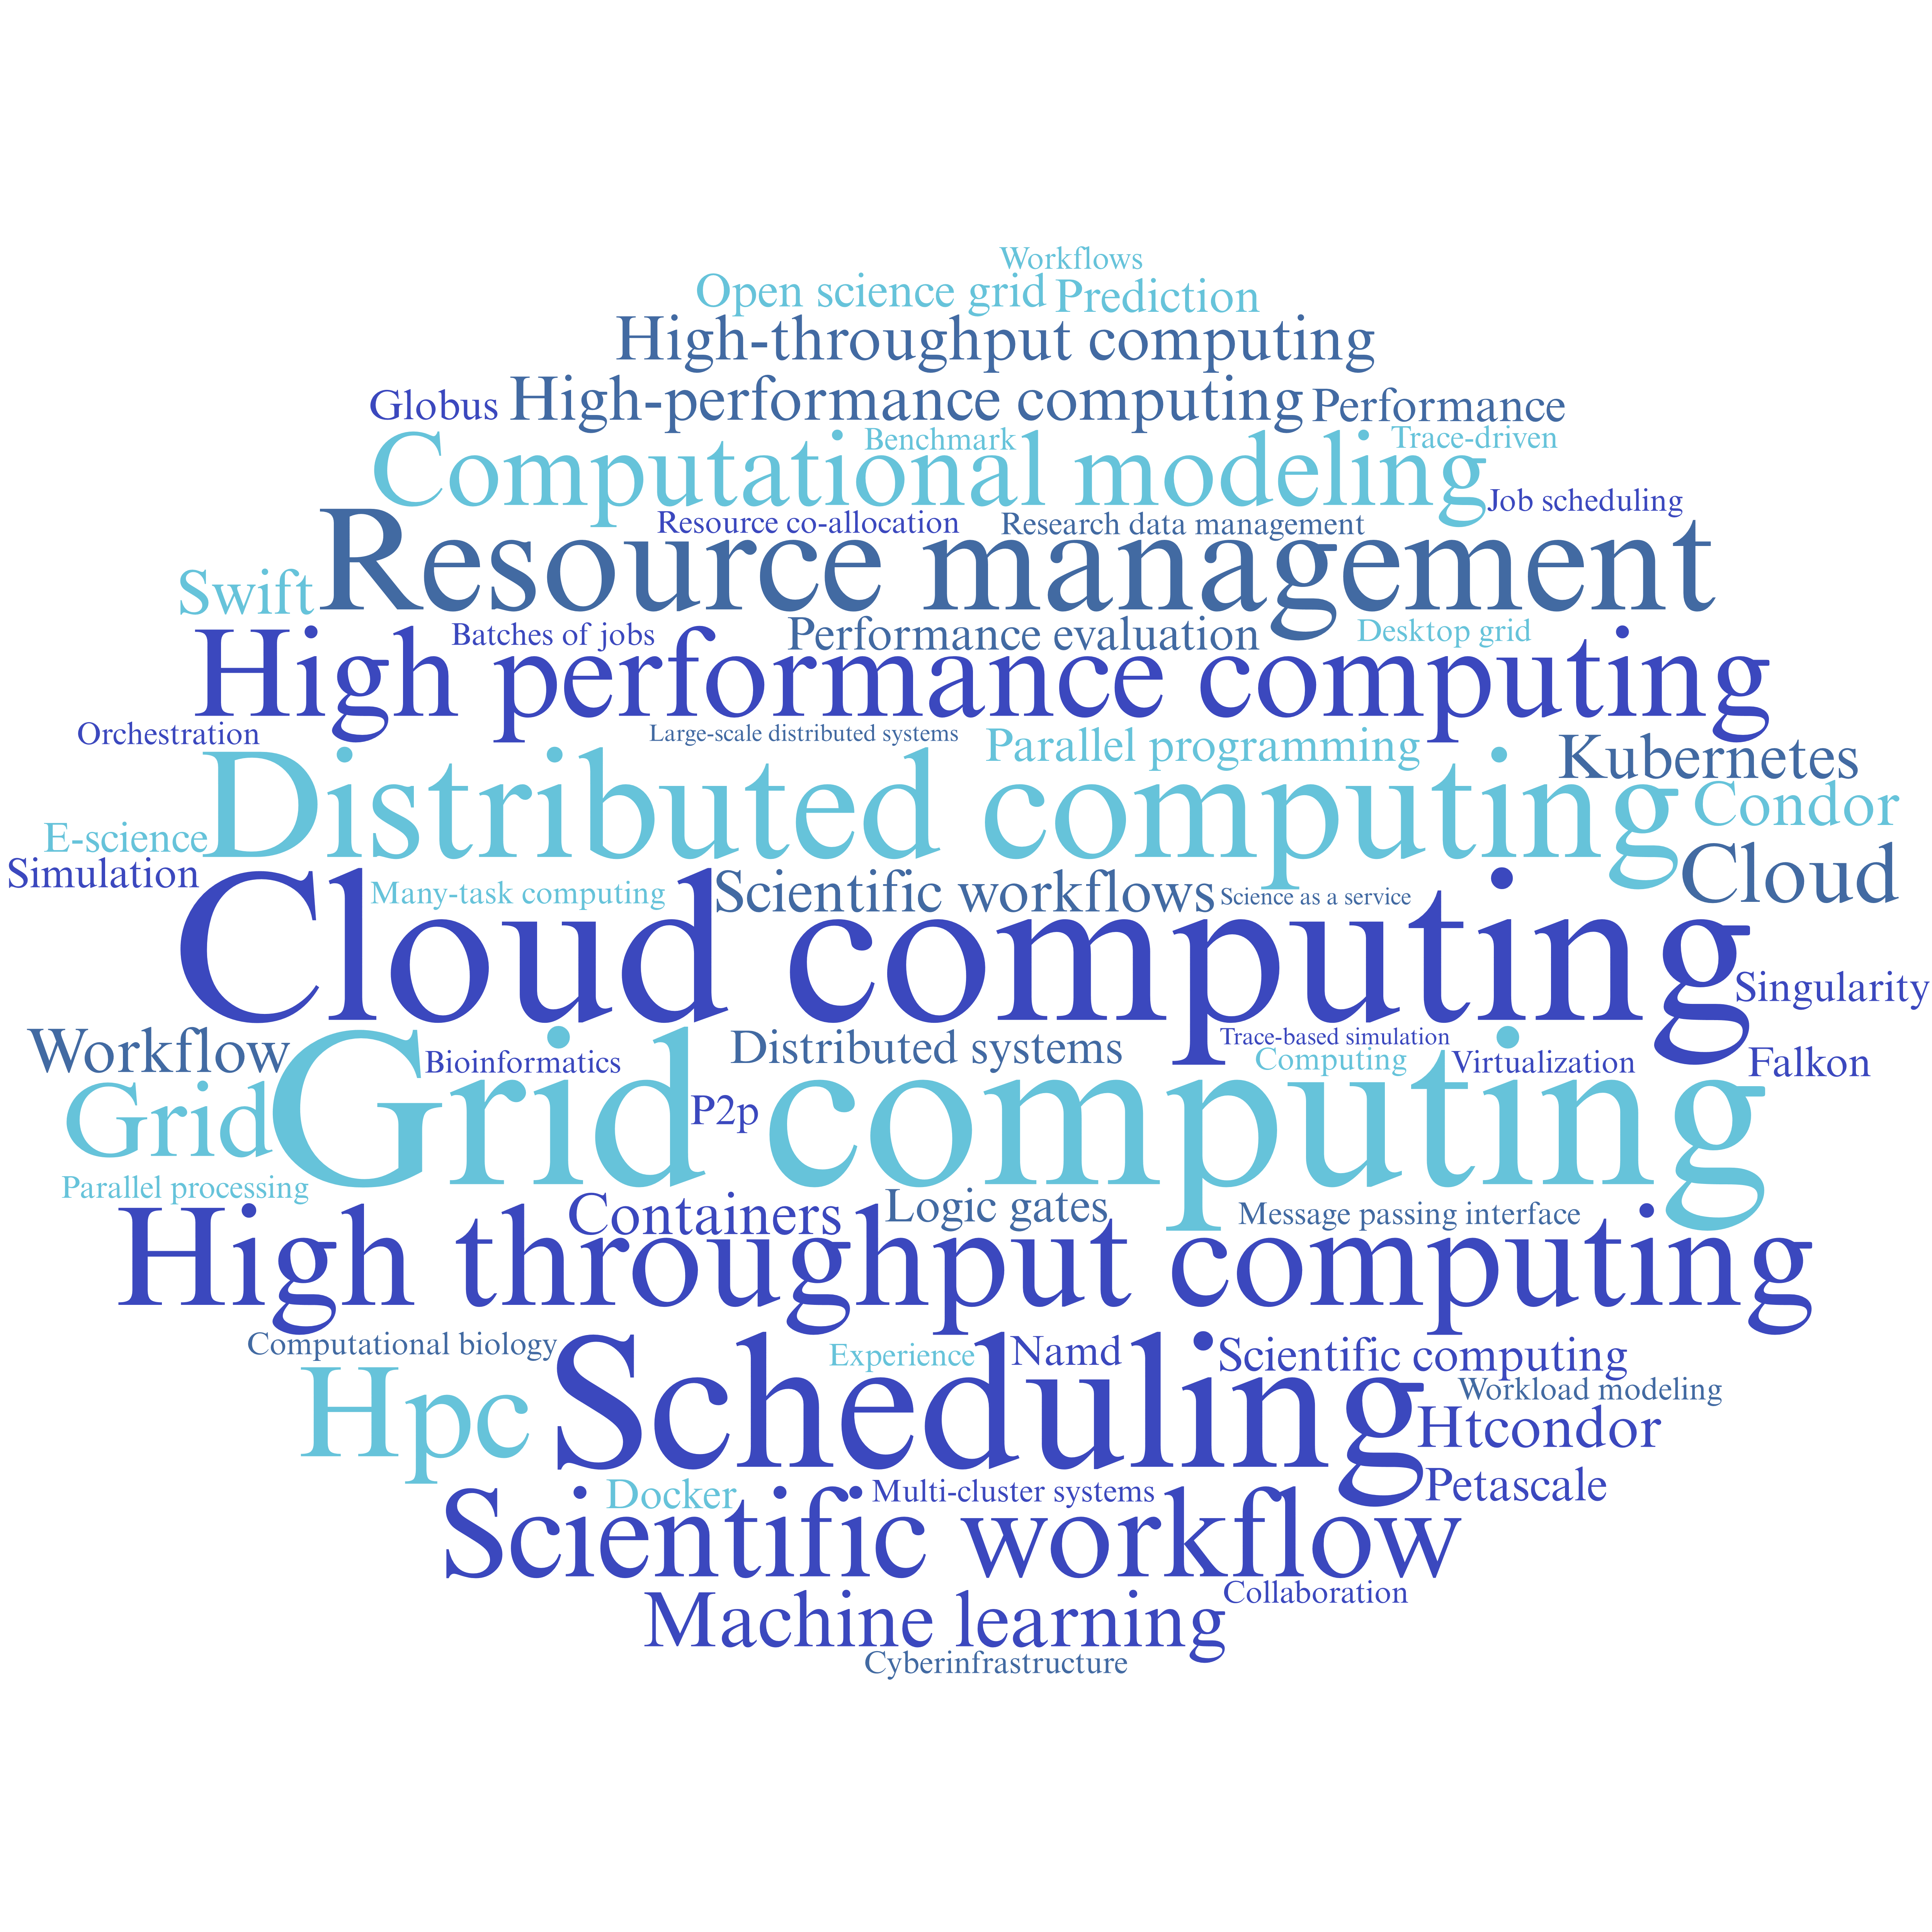 Workflows
Open science grid Prediction
High-throughput computing
Globus High-performance computing Performance
Benchmark Trace-driven
Computational modeling
Job scheduling
Resource co-allocation Research data management
Swift Resource management
Batches of jobs Performance evaluation Desktop grid
High performance computing
Orchestration Large-scale distributed systems Parallel programming Kubernetes
Distributed computing Condor
E-science
Simulation Cloud
Many-task computing Scientific workflows Science as a service
Cloud computing
Singularity
Workflow Distributed systems Trace-based simulation
Bioinformatics Computing Virtualization Falkon
Grid Grid computing
P2p
Parallel processing
Containers Logic gates Message passing interface
High throughput computing
Computational biology Experience Namd Scientific computing
Workload modeling
Hpc Scheduling Htcondor
Docker Multi-cluster systems Petascale
Scientific workflow
Collaboration
Machine learning
Cyberinfrastructure